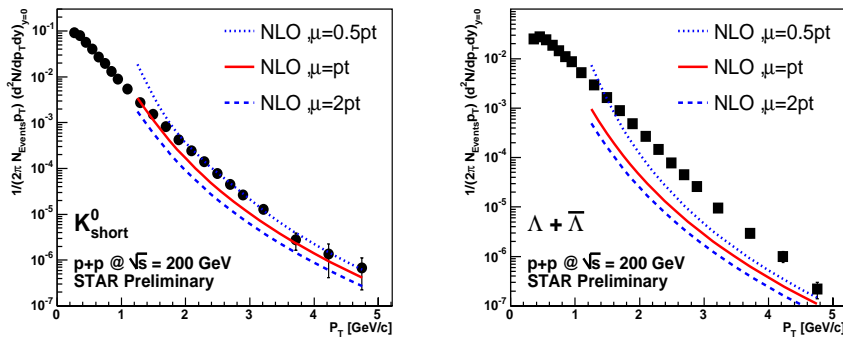 1/(2π N_Events p_T) (d²N/dp_T dy)_y=0
10⁻¹
10⁻²
10⁻³
10⁻⁴
10⁻⁵
10⁻⁶
10⁻⁷
NLO ,μ=0.5pt
NLO ,μ=pt
NLO ,μ=2pt
K⁰_short
p+p @ √s = 200 GeV
STAR Preliminary
0 1 2 3 4 5
P_T [GeV/c]
1/(2π N_Events p_T) (d²N/dp_T dy)_y=0
10⁻¹
10⁻²
10⁻³
10⁻⁴
10⁻⁵
10⁻⁶
10⁻⁷
NLO ,μ=0.5pt
NLO ,μ=pt
NLO ,μ=2pt
Λ + Λ̅
p+p @ √s = 200 GeV
STAR Preliminary
0 1 2 3 4 5
P_T [GeV/c]